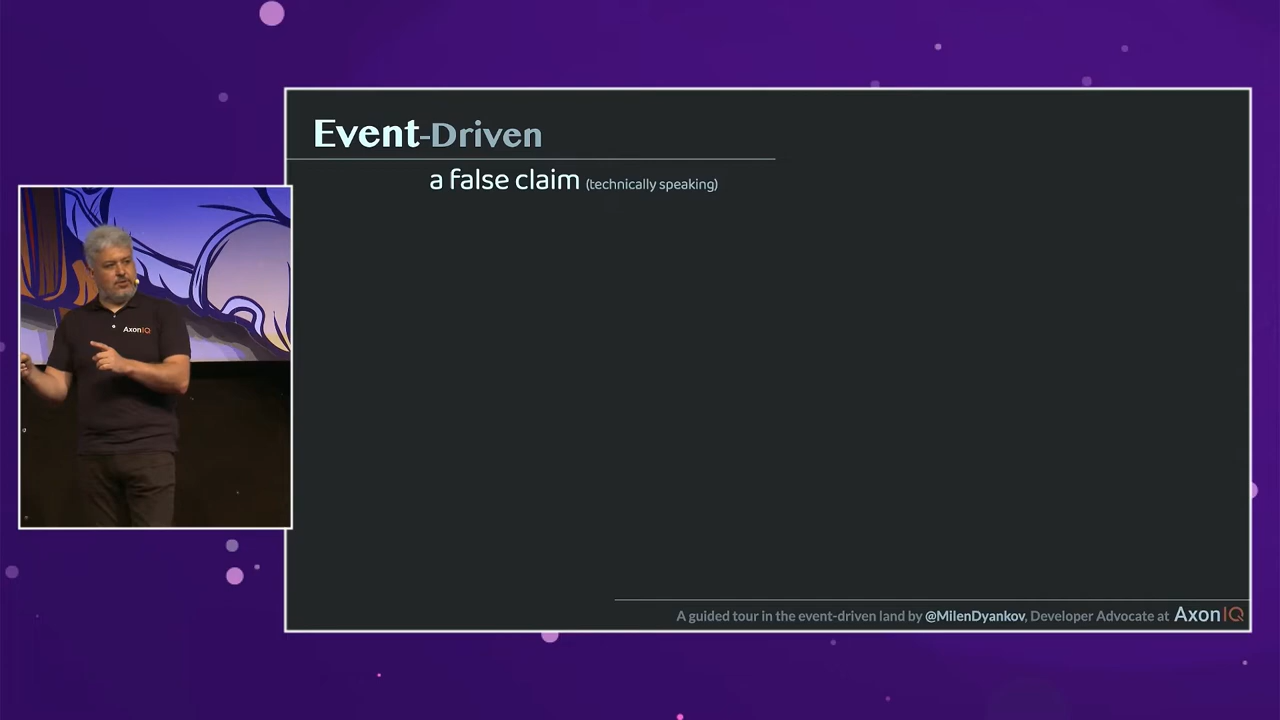 Event-Driven
a false claim (technically speaking)
AxonIQ
A guided tour in the event-driven land by @MilenDyankov, Developer Advocate at AxonIQ